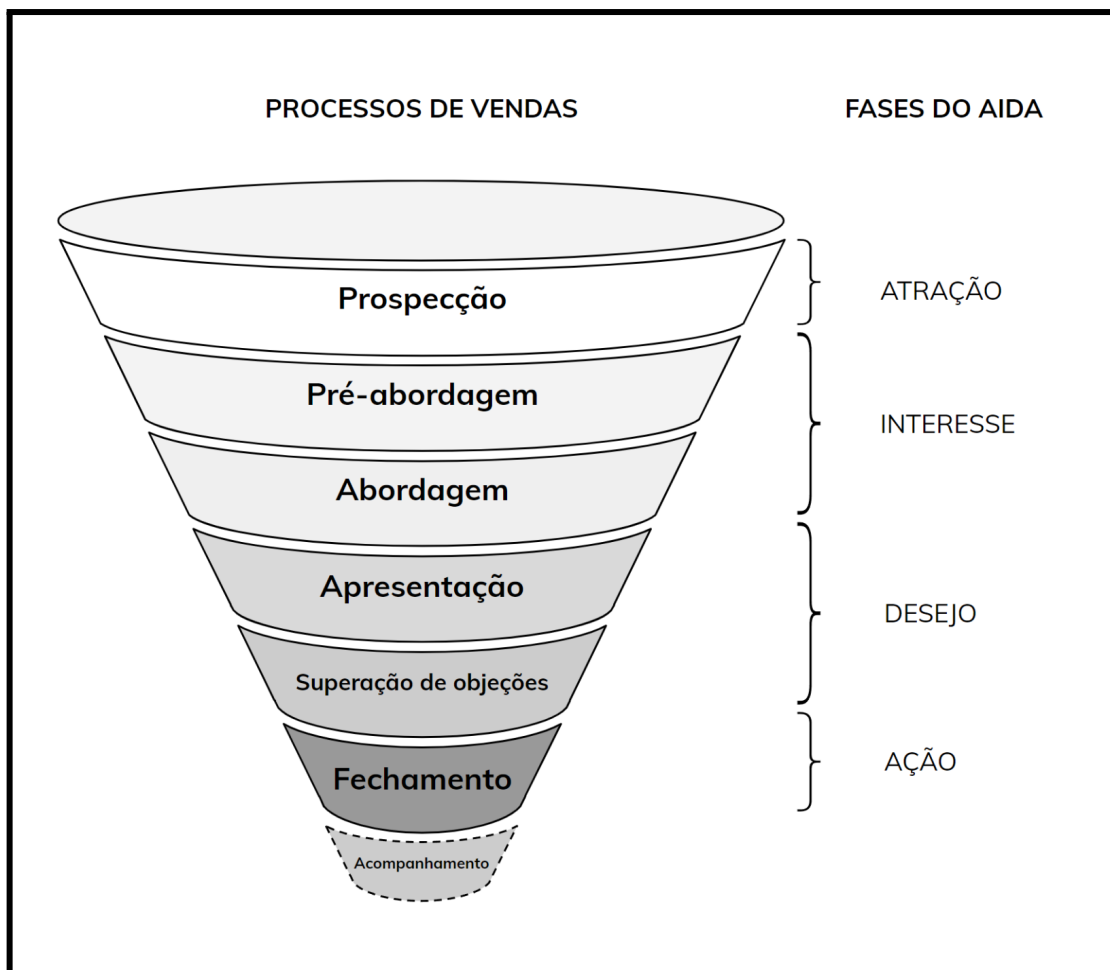 PROCESSOS DE VENDAS
FASES DO AIDA
Prospecção
ATRAÇÃO
Pré-abordagem
INTERESSE
Abordagem
Apresentação
DESEJO
Superação de objeções
Fechamento
AÇÃO
Acompanhamento